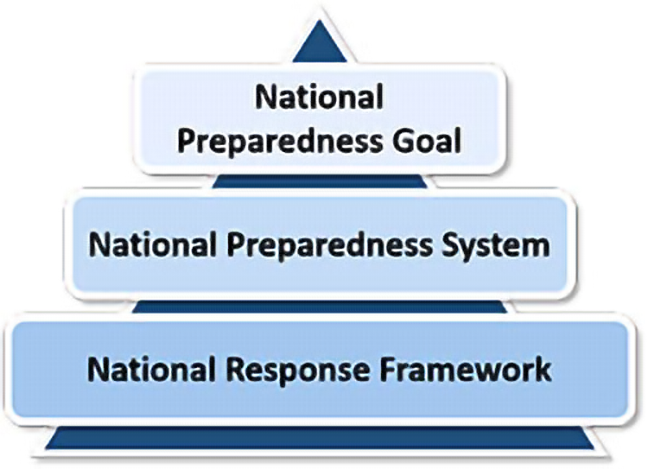 National
Preparedness Goal
National Preparedness System
National Response Framework